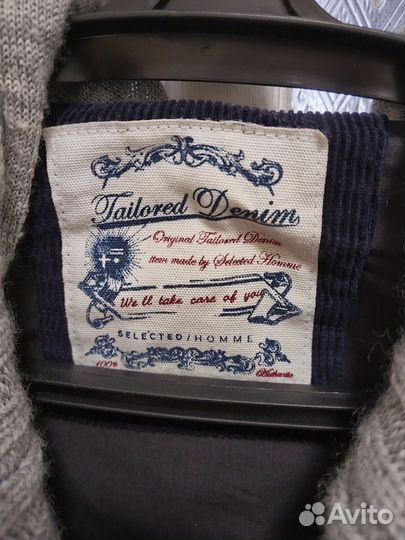 Tailored Denim
Original Tailored Denim
item made by Selected Homme
We'll take care of you
SELECTED/HOMME
100% Authentic
Avito